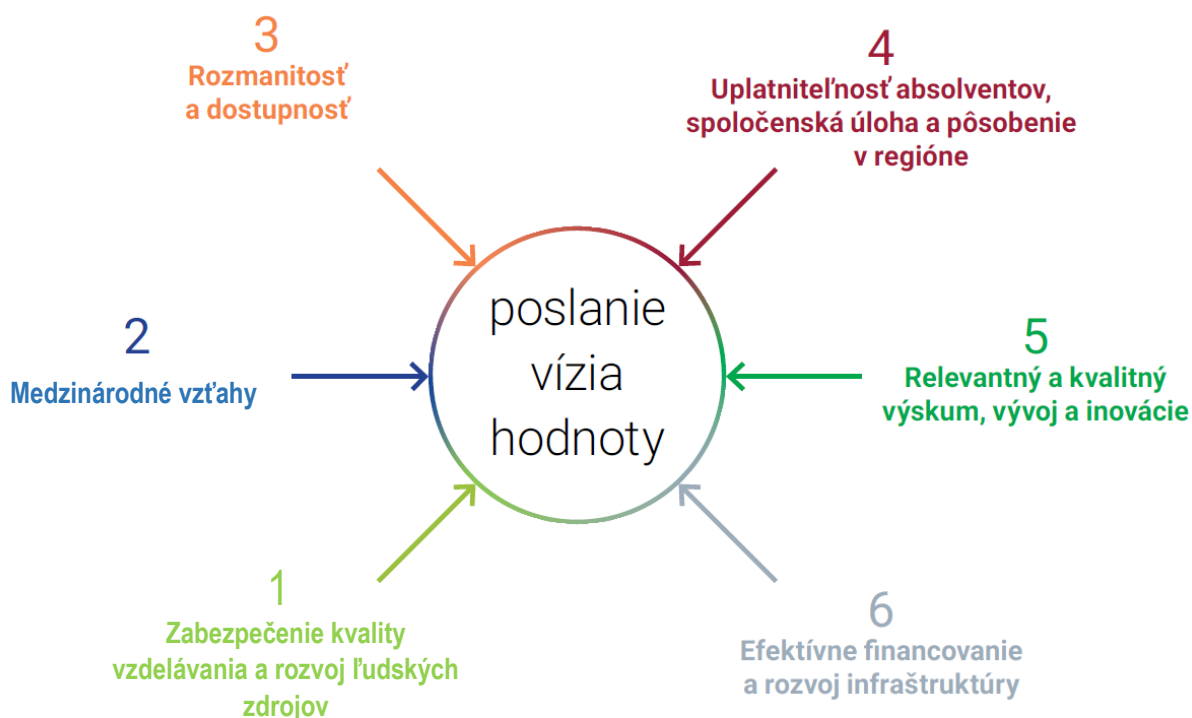 3
Rozmanitosť
a dostupnosť
4
Uplatniteľnosť absolventov,
spoločenská úloha a pôsobenie
v regióne
2
Medzinárodné vzťahy
poslanie
vízia
hodnoty
5
Relevantný a kvalitný
výskum, vývoj a inovácie
1
Zabezpečenie kvality
vzdelávania a rozvoj ľudských
zdrojov
6
Efektívne financovanie
a rozvoj infraštruktúry